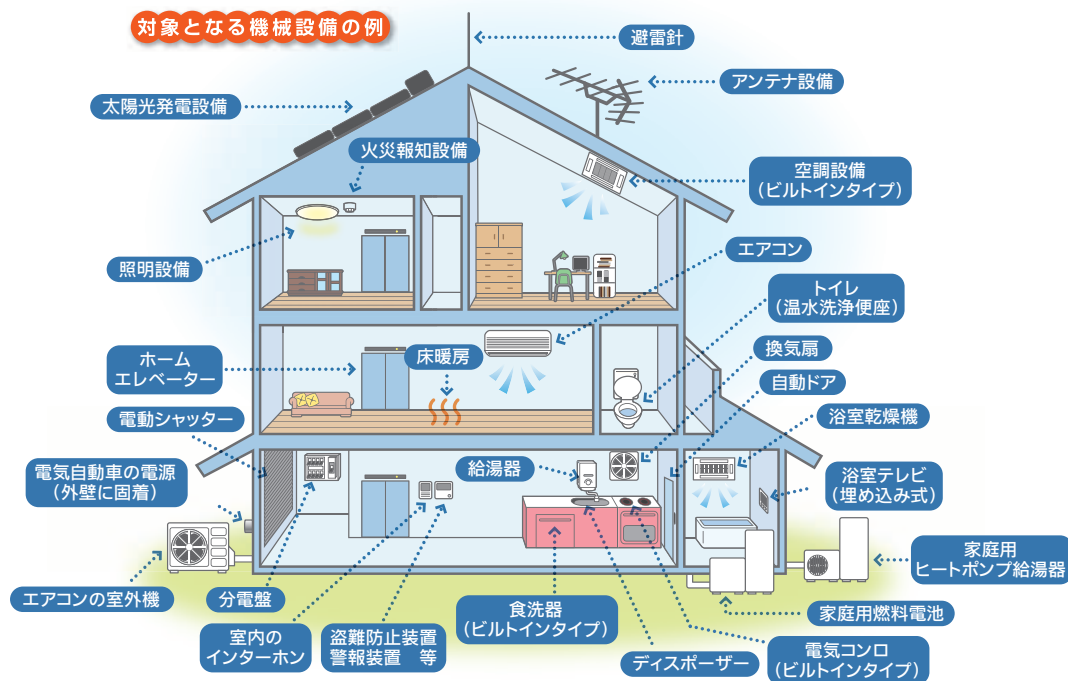 対象となる機械設備の例
避雷針
アンテナ設備
太陽光発電設備
火災報知設備
空調設備
(ビルトインタイプ)
エアコン
照明設備
トイレ
(温水洗浄便座)
換気扇
ホーム
エレベーター
床暖房
自動ドア
電動シャッター
浴室乾燥機
電気自動車の電源
(外壁に固着)
給湯器
浴室テレビ
(埋め込み式)
家庭用
ヒートポンプ給湯器
エアコンの室外機
分電盤
食洗器
(ビルトインタイプ)
家庭用燃料電池
室内の
インターホン
盗難防止装置
警報装置 等
ディスポーザー
電気コンロ
(ビルトインタイプ)